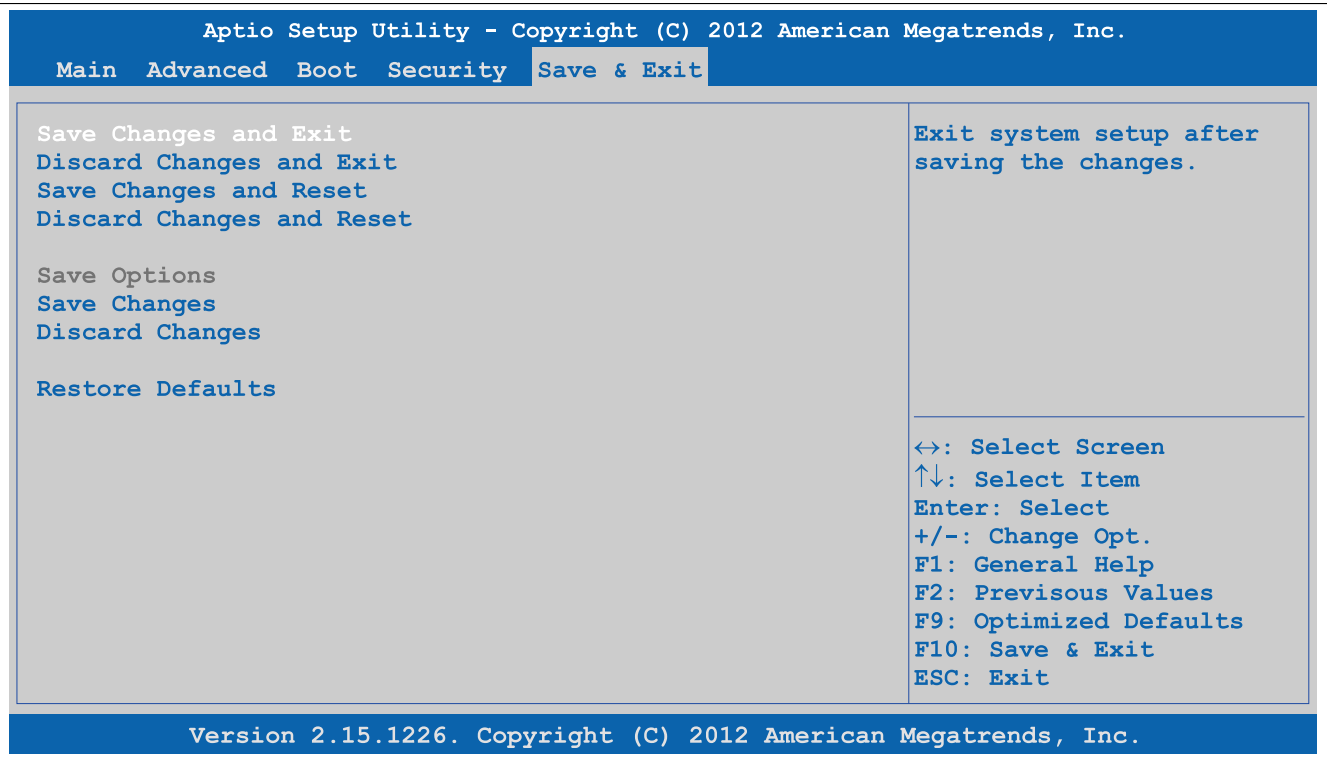 Aptio Setup Utility - Copyright (C) 2012 American Megatrends, Inc.
Main Advanced Boot Security Save & Exit
Save Changes and Exit
Discard Changes and Exit
Save Changes and Reset
Discard Changes and Reset
Save Options
Save Changes
Discard Changes
Restore Defaults
Exit system setup after
saving the changes.
↔: Select Screen
↑↓: Select Item
Enter: Select
+/-: Change Opt.
F1: General Help
F2: Previsous Values
F9: Optimized Defaults
F10: Save & Exit
ESC: Exit
Version 2.15.1226. Copyright (C) 2012 American Megatrends, Inc.